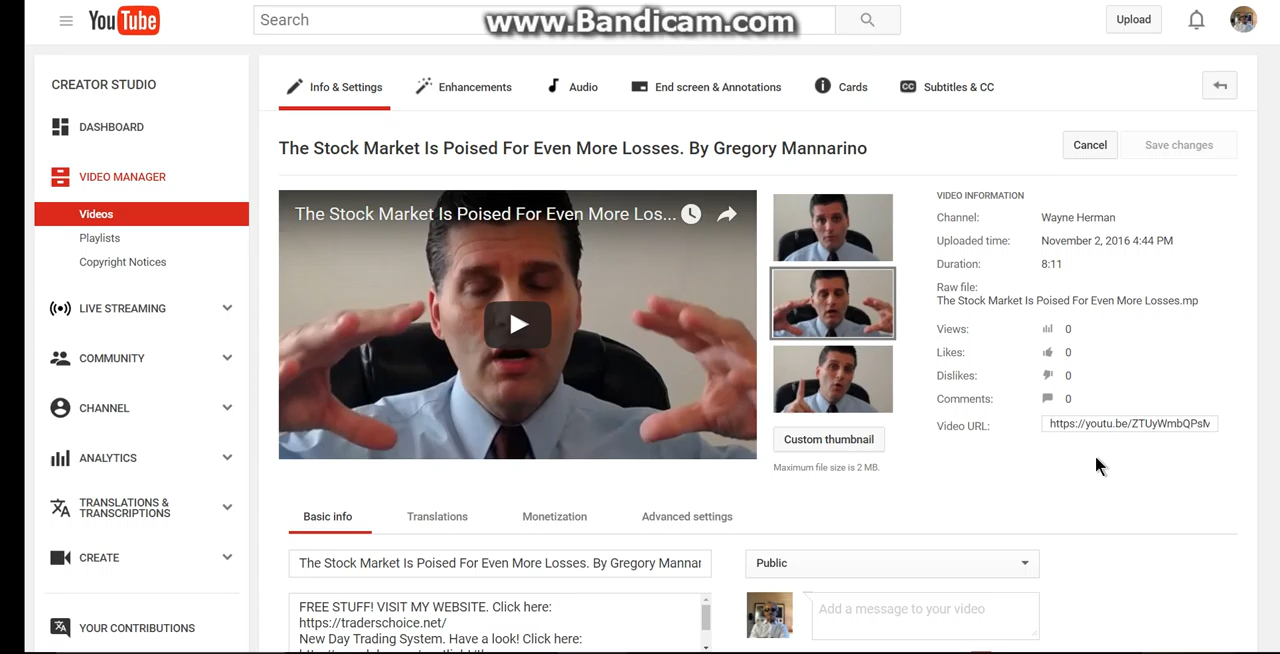 YouTube
Search
www.Bandicam.com
Upload
CREATOR STUDIO
DASHBOARD
VIDEO MANAGER
Videos
Playlists
Copyright Notices
LIVE STREAMING
COMMUNITY
CHANNEL
ANALYTICS
TRANSLATIONS &
TRANSCRIPTIONS
CREATE
YOUR CONTRIBUTIONS
Info & Settings
Enhancements
Audio
End screen & Annotations
Cards
CC Subtitles & CC
The Stock Market Is Poised For Even More Losses. By Gregory Mannarino
Cancel
Save changes
The Stock Market Is Poised For Even More Los...
Custom thumbnail
Maximum file size is 2 MB.
VIDEO INFORMATION
Channel: Wayne Herman
Uploaded time: November 2, 2016 4:44 PM
Duration: 8:11
Raw file:
The Stock Market Is Poised For Even More Losses.mp
Views: 0
Likes: 0
Dislikes: 0
Comments: 0
Video URL: https://youtu.be/ZTUyWmbQPsM
Basic info
Translations
Monetization
Advanced settings
The Stock Market Is Poised For Even More Losses. By Gregory Mannar
Public
FREE STUFF! VISIT MY WEBSITE. Click here:
https://traderschoice.net/
New Day Trading System. Have a look! Click here:
Add a message to your video